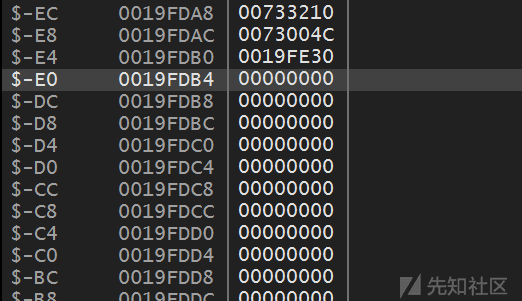 $-EC 0019FDA8 00733210
$-E8 0019FDAC 0073004C
$-E4 0019FDB0 0019FE30
$-E0 0019FDB4 00000000
$-DC 0019FDB8 00000000
$-D8 0019FDBC 00000000
$-D4 0019FDC0 00000000
$-D0 0019FDC4 00000000
$-CC 0019FDC8 00000000
$-C8 0019FDCC 00000000
$-C4 0019FDD0 00000000
$-C0 0019FDD4 00000000
$-BC 0019FDD8 00000000
$-B8 0019FDDC 00000000
先知社区